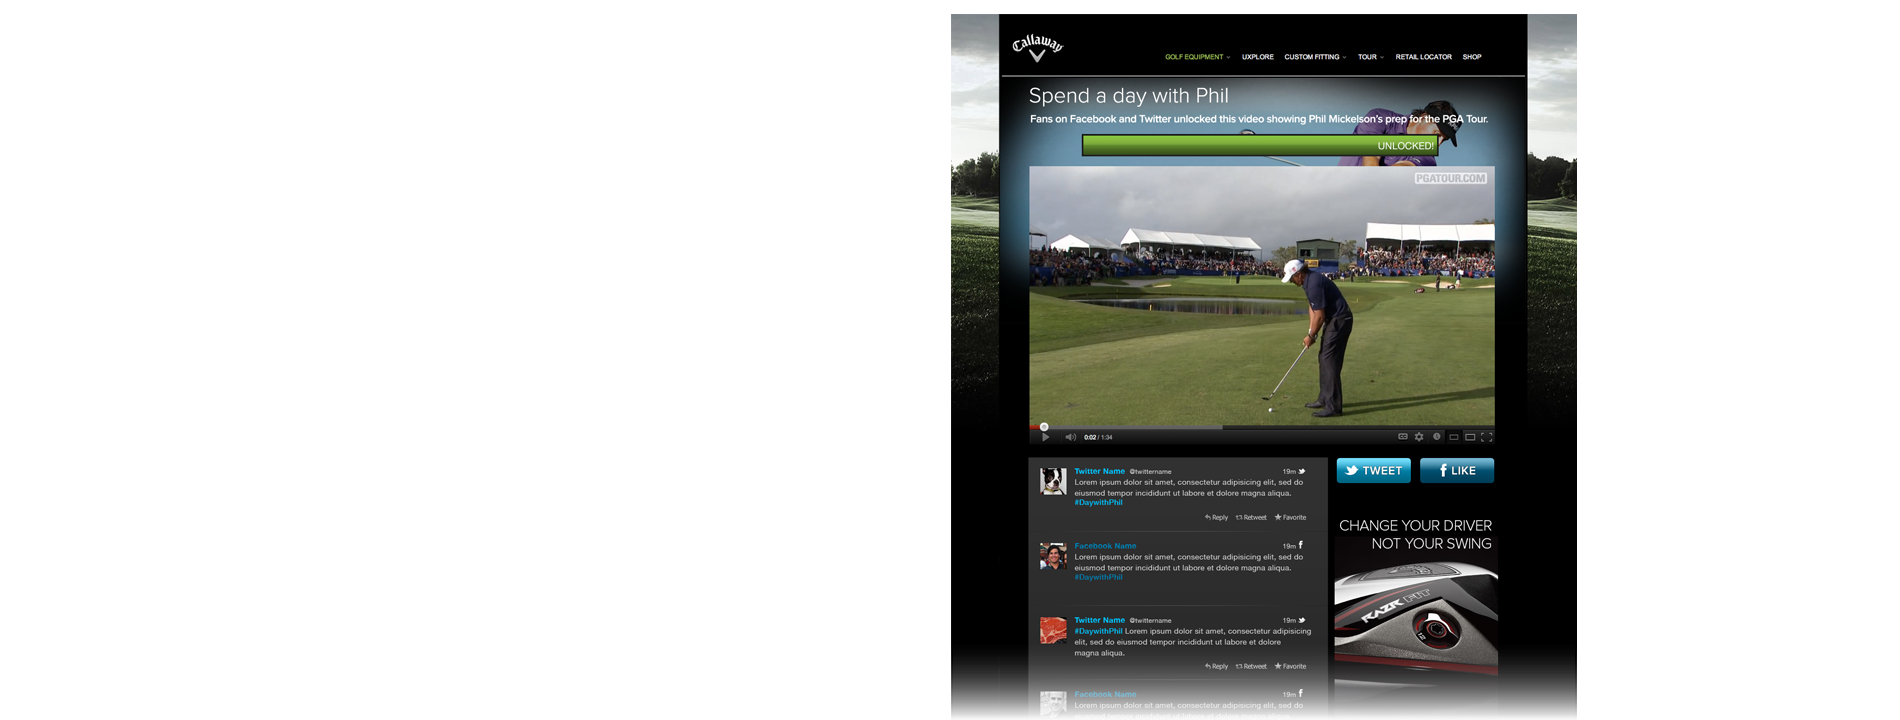 Callaway
GOLF EQUIPMENT UXPLORE CUSTOM FITTING TOUR RETAIL LOCATOR SHOP
Spend a day with Phil
Fans on Facebook and Twitter unlocked this video showing Phil Mickelson's prep for the PGA Tour.
UNLOCKED!
PGATOUR.COM
0:02 / 1:34
Twitter Name @twittername 19m
Lorem ipsum dolor sit amet, consectetur adipisicing elit, sed do
eiusmod tempor incididunt ut labore et dolore magna aliqua.
#DaywithPhil
Reply Retweet Favorite
Facebook Name 19m
Lorem ipsum dolor sit amet, consectetur adipisicing elit, sed do
eiusmod tempor incididunt ut labore et dolore magna aliqua.
#DaywithPhil
Twitter Name @twittername 19m
#DaywithPhil Lorem ipsum dolor sit amet, consectetur adipisicing
elit, sed do eiusmod tempor incididunt ut labore et dolore
magna aliqua.
Reply Retweet Favorite
Facebook Name 19m
Lorem ipsum dolor sit amet, consectetur adipisicing elit, sed do
TWEET
LIKE
CHANGE YOUR DRIVER
NOT YOUR SWING
RAZR FIT